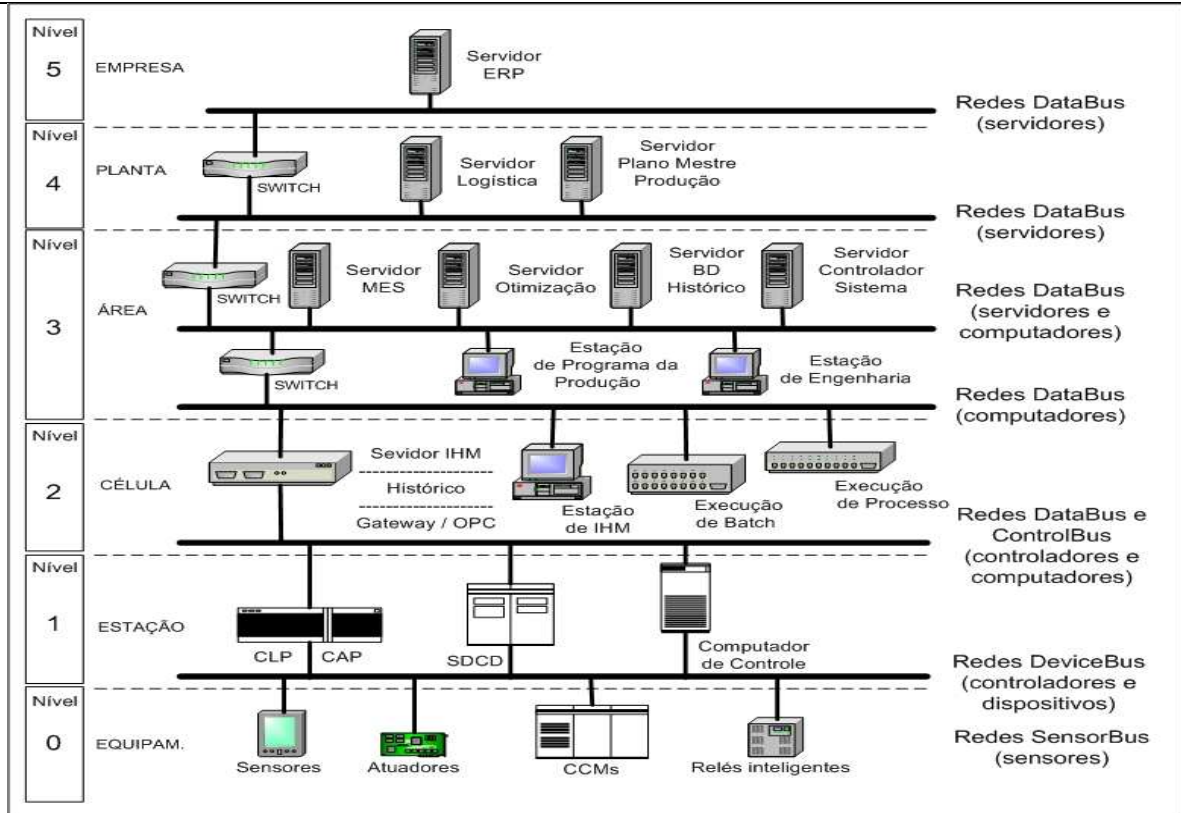 Nível
5
EMPRESA
Servidor
ERP
Redes DataBus
(servidores)
Nível
4
PLANTA
SWITCH
Servidor
Logística
Servidor
Plano Mestre
Produção
Redes DataBus
(servidores)
Nível
3
ÁREA
SWITCH
Servidor
MES
Servidor
Otimização
Servidor
BD
Histórico
Servidor
Controlador
Sistema
Redes DataBus
(servidores e
computadores)
SWITCH
Estação
de Programa da
Produção
Estação
de Engenharia
Redes DataBus
(computadores)
Nível
2
CÉLULA
Sevidor IHM
Histórico
Gateway / OPC
Estação
de IHM
Execução
de Batch
Execução
de Processo
Redes DataBus e
ControlBus
(controladores e
computadores)
Nível
1
ESTAÇÃO
CLP
CAP
SDCD
Computador
de Controle
Redes DeviceBus
(controladores e
dispositivos)
Nível
0
EQUIPAM.
Sensores
Atuadores
CCMs
Relés inteligentes
Redes SensorBus
(sensores)